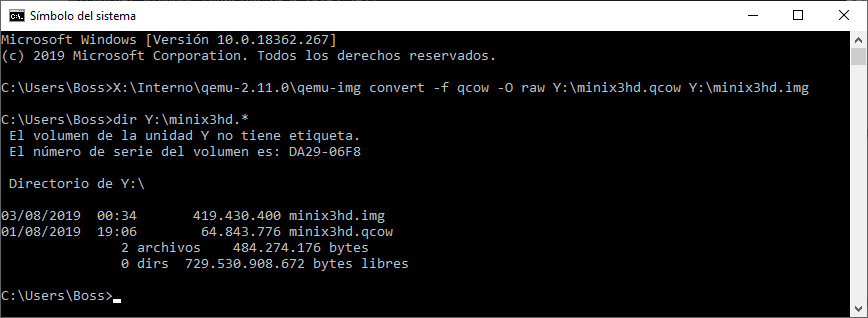 Símbolo del sistema
Microsoft Windows [Versión 10.0.18362.267]
(c) 2019 Microsoft Corporation. Todos los derechos reservados.
C:\Users\Boss>X:\Interno\qemu-2.11.0\qemu-img convert -f qcow -O raw Y:\minix3hd.qcow Y:\minix3hd.img
C:\Users\Boss>dir Y:\minix3hd.*
El volumen de la unidad Y no tiene etiqueta.
El número de serie del volumen es: DA29-06F8
Directorio de Y:\
03/08/2019  00:34       419.430.400 minix3hd.img
01/08/2019  19:06        64.843.776 minix3hd.qcow
2 archivos    484.274.176 bytes
0 dirs  729.530.908.672 bytes libres
C:\Users\Boss>